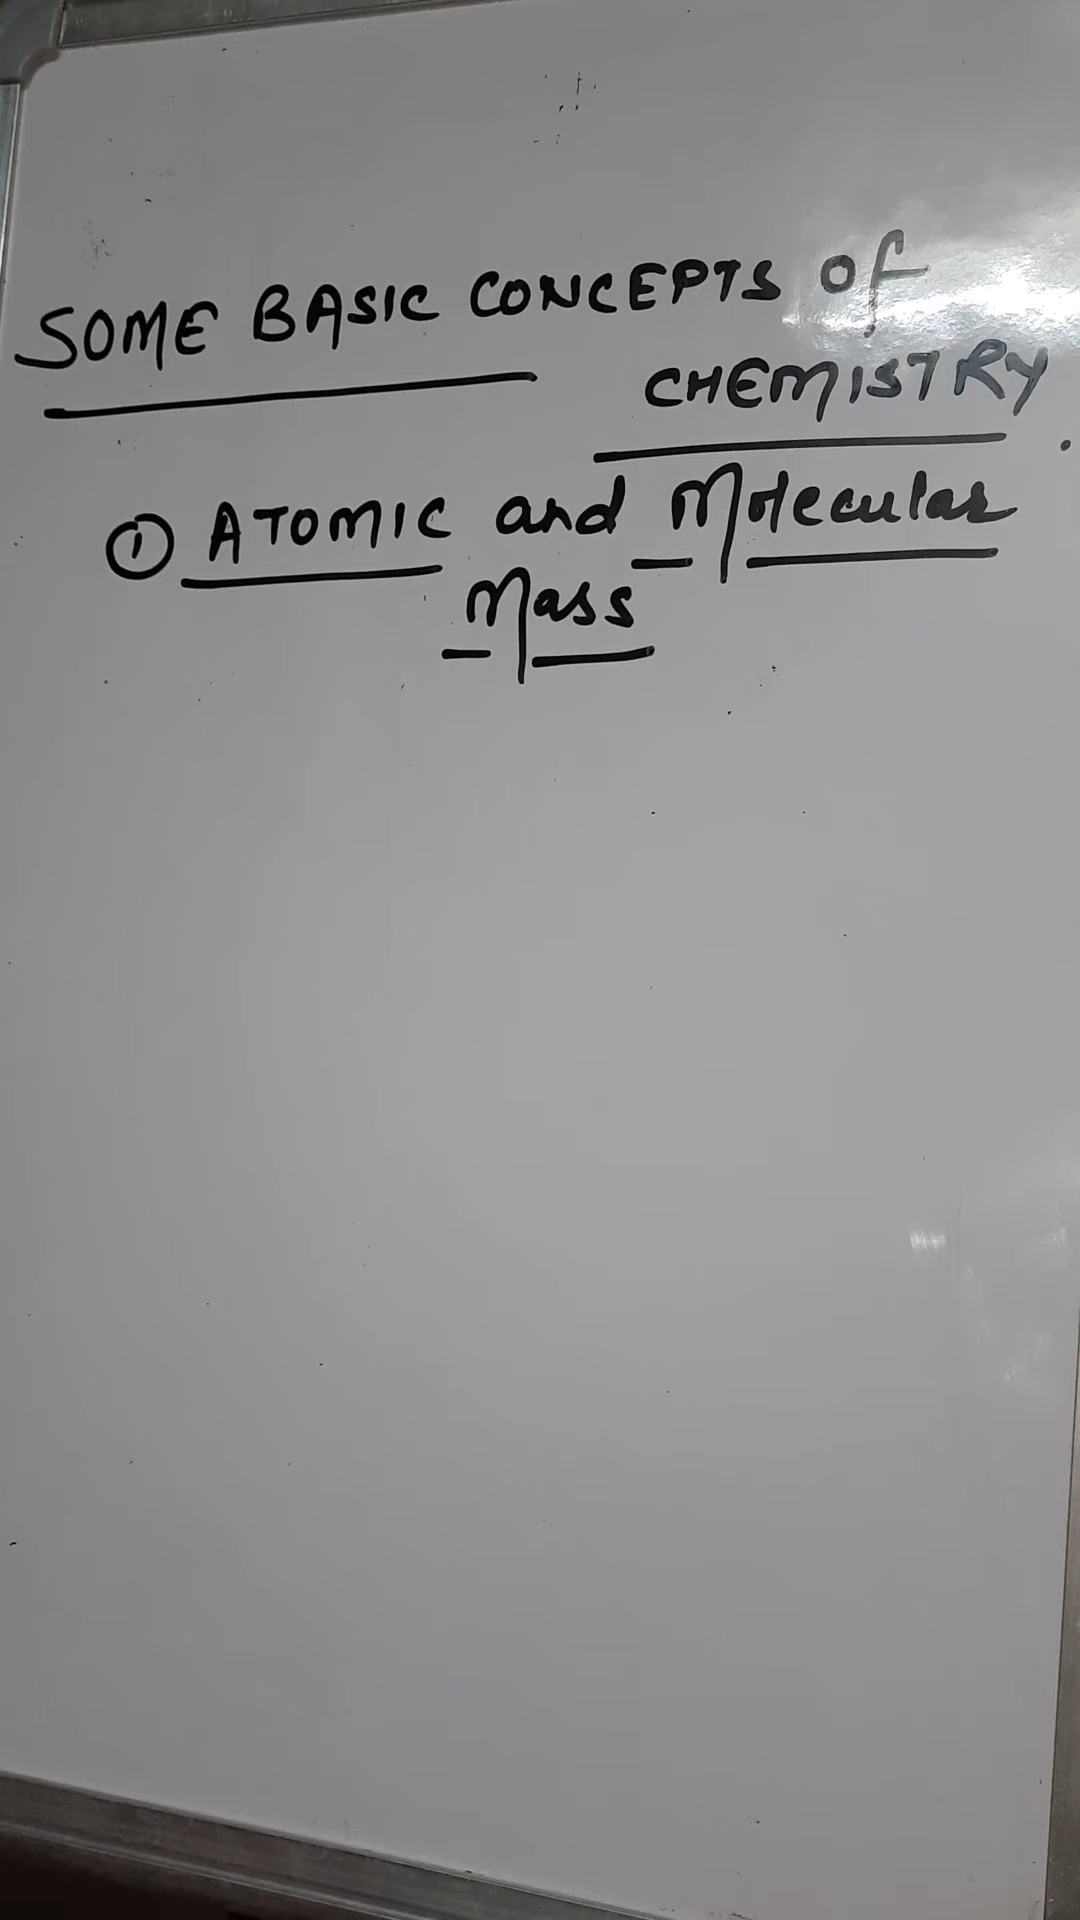 SOME BASIC CONCEPTS of
CHEMISTRY.
① ATOMIC and Molecular
Mass